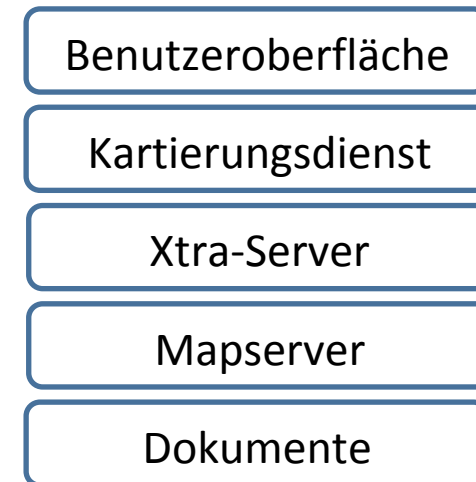 Benutzeroberfläche
Kartierungsdienst
Xtra-Server
Mapserver
Dokumente